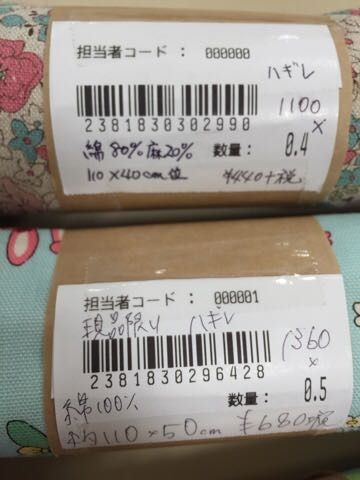 担当者コード : 000000
ハギレ
1100
×
2381830302990
綿80%麻20% 数量: 0.4
110×40cm位 ¥440+税
担当者コード : 000001
現品限り ハギレ
1360
×
2381830296428
綿100% 数量: 0.5
約110×50cm ¥680+税